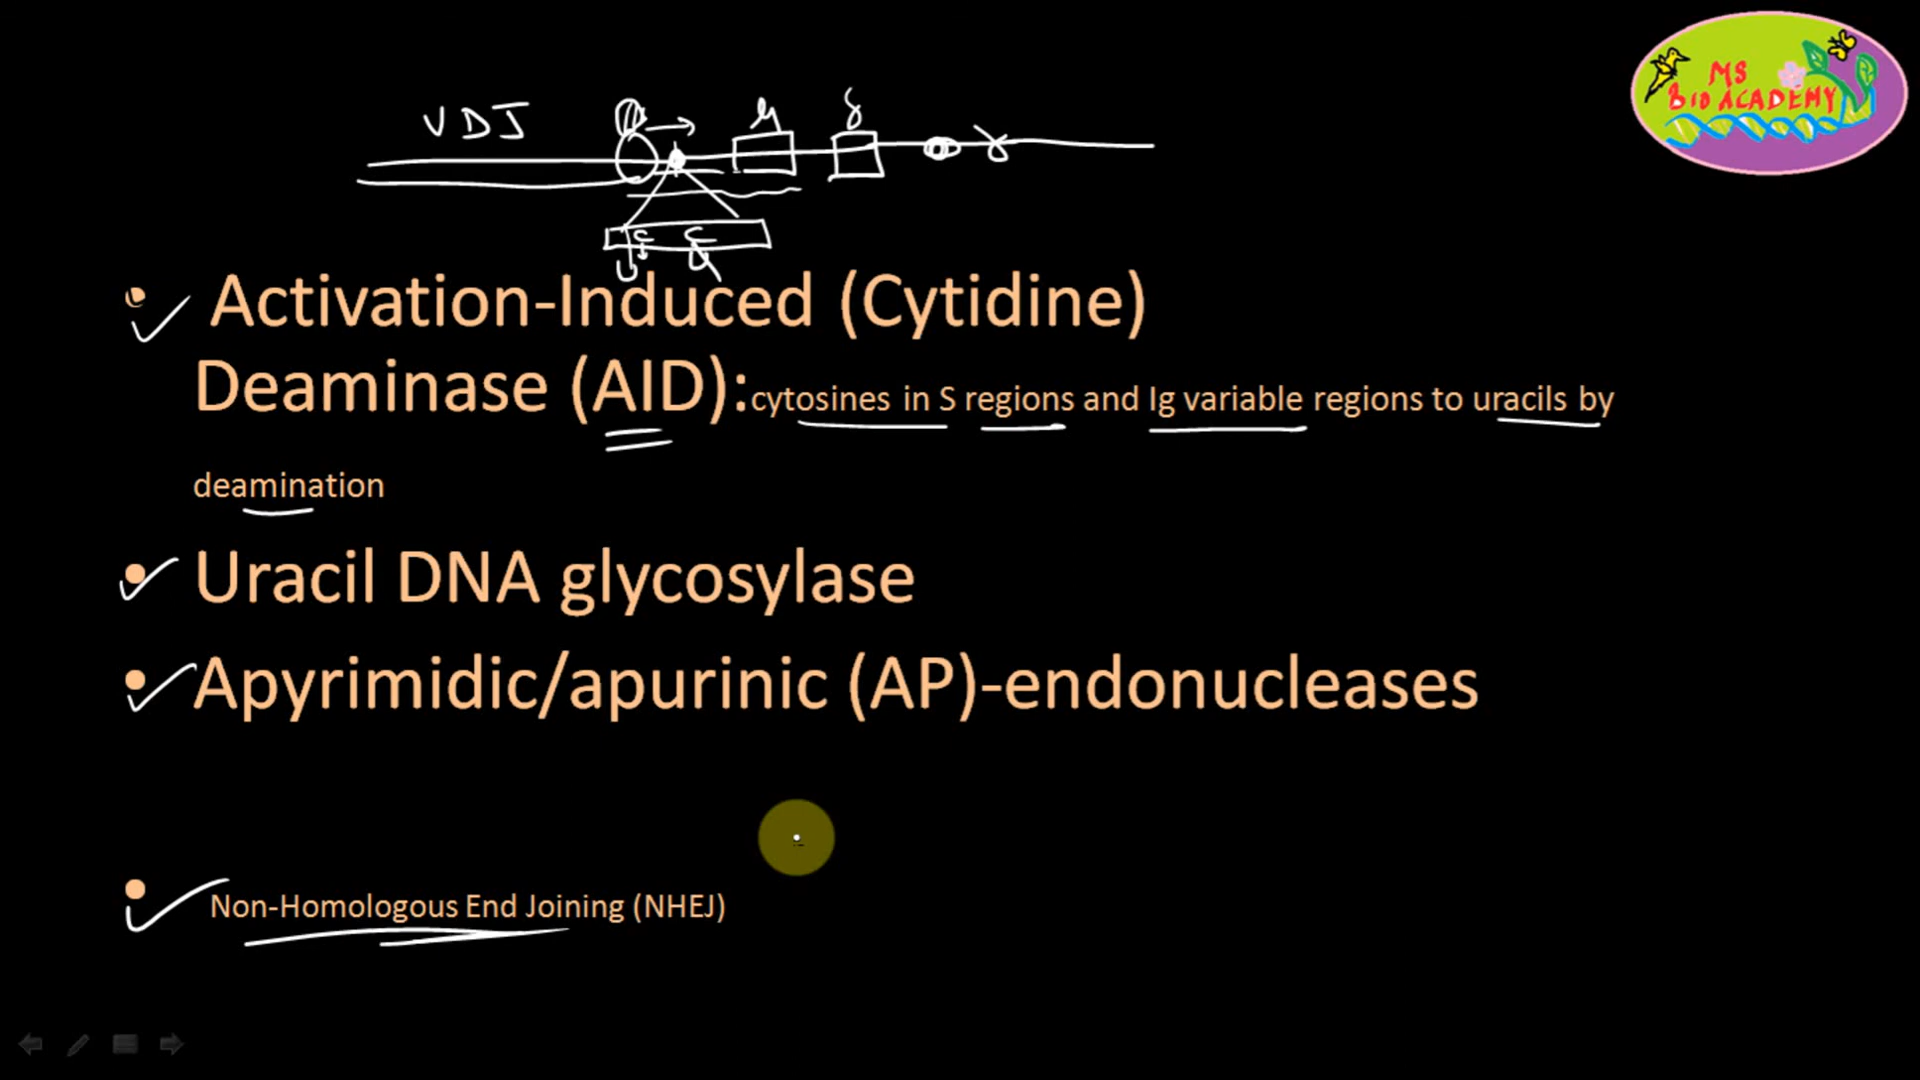 MS
BIO ACADEMY
VDJ
μ δ
γ
C C
U U
• Activation-Induced (Cytidine)
Deaminase (AID):cytosines in S regions and Ig variable regions to uracils by
deamination
• Uracil DNA glycosylase
• Apyrimidic/apurinic (AP)-endonucleases
• Non-Homologous End Joining (NHEJ)